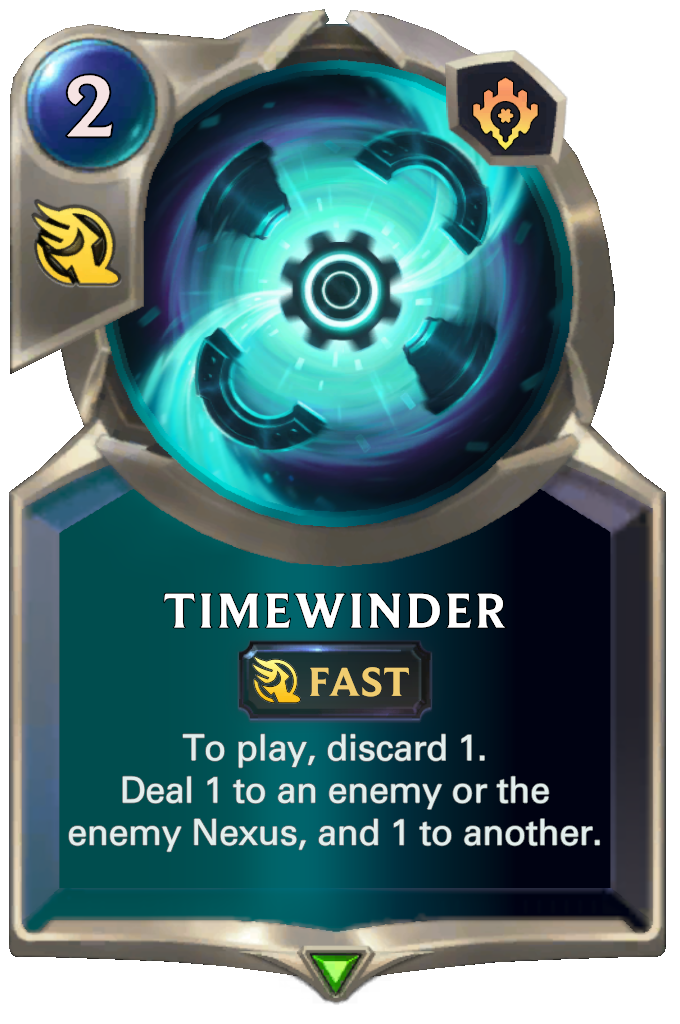 2
TIMEWINDER
FAST
To play, discard 1.
Deal 1 to an enemy or the
enemy Nexus, and 1 to another.